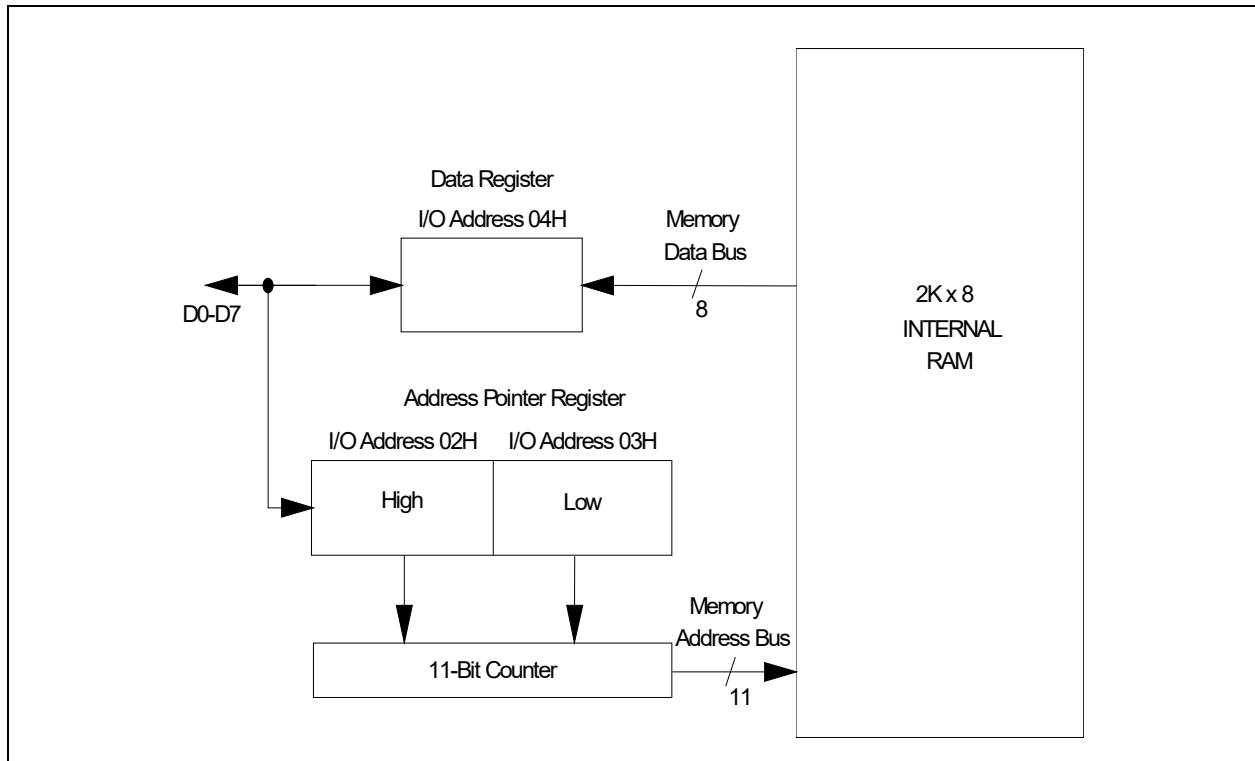 Data Register
I/O Address 04H
Memory
Data Bus
8
D0-D7
2K x 8
INTERNAL
RAM
Address Pointer Register
I/O Address 02H
I/O Address 03H
High
Low
Memory
Address Bus
11-Bit Counter
11